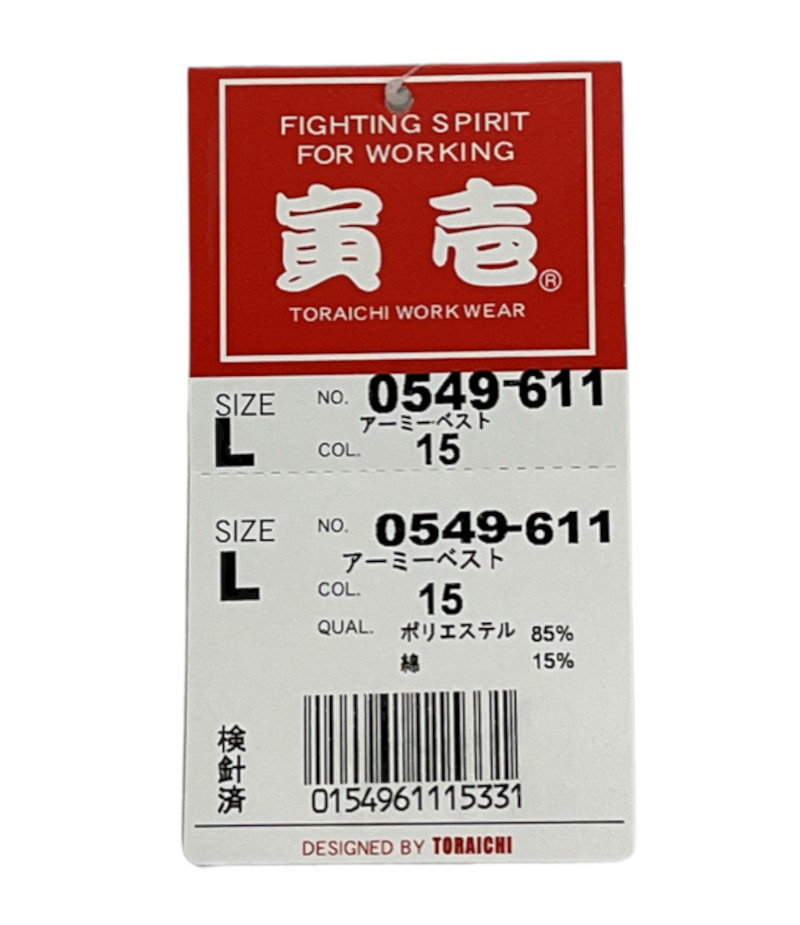 FIGHTING SPIRIT
FOR WORKING
寅壱®
TORAICHI WORK WEAR
SIZE NO. 0549-611
アーミーベスト
L COL. 15
SIZE NO. 0549-611
L アーミーベスト
COL. 15
QUAL. ポリエステル 85%
綿 15%
検針済
0154961115331
DESIGNED BY TORAICHI